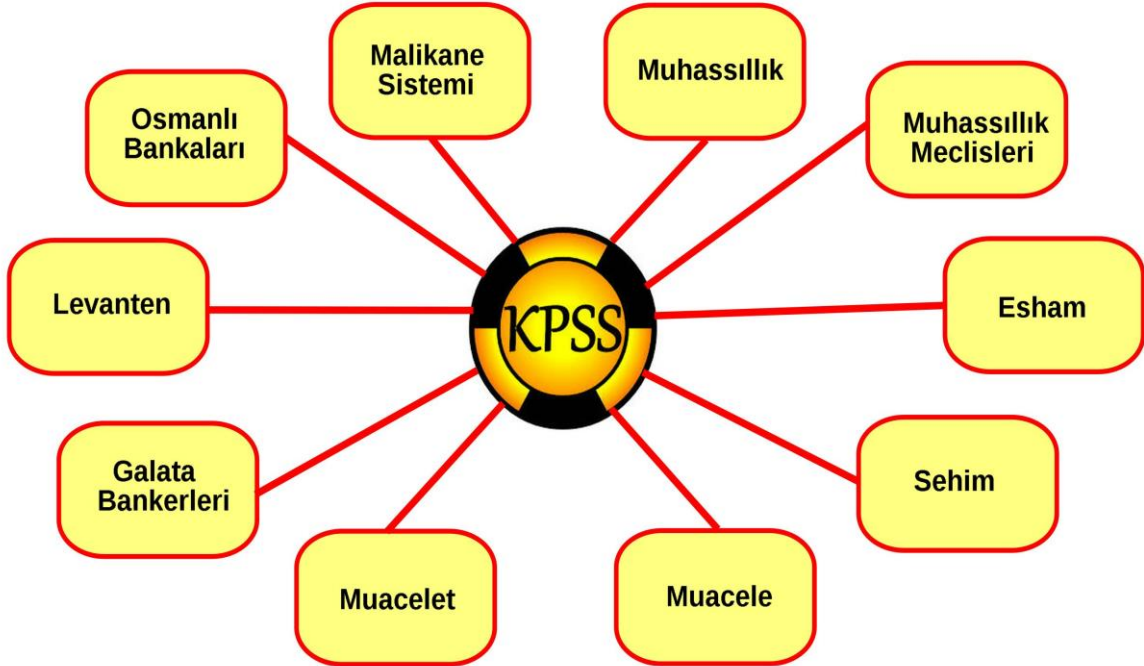 Malikane
Sistemi
Muhassıllık
Osmanlı
Bankaları
Muhassıllık
Meclisleri
Levanten
KPSS
Esham
Galata
Bankerleri
Sehim
Muacelet
Muacele